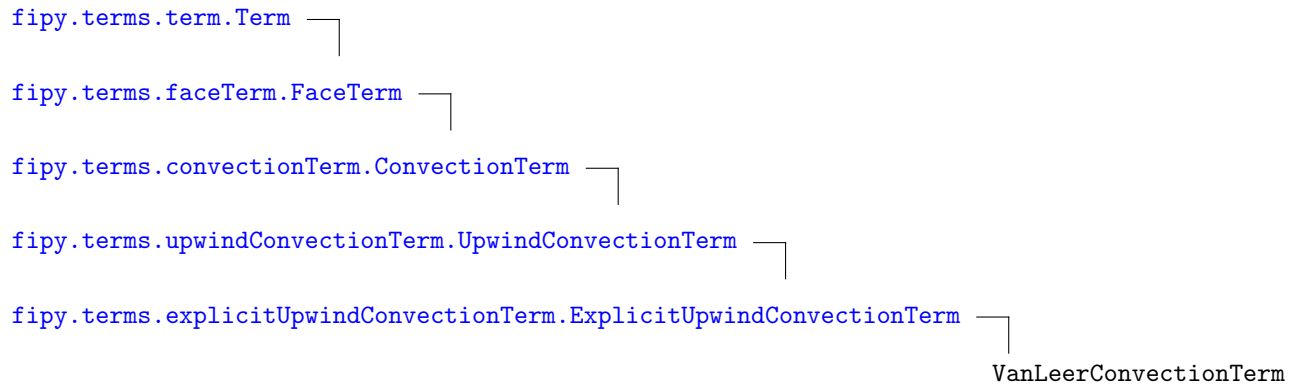 fipy.terms.term.Term
fipy.terms.faceTerm.FaceTerm
fipy.terms.convectionTerm.ConvectionTerm
fipy.terms.upwindConvectionTerm.UpwindConvectionTerm
fipy.terms.explicitUpwindConvectionTerm.ExplicitUpwindConvectionTerm
VanLeerConvectionTerm